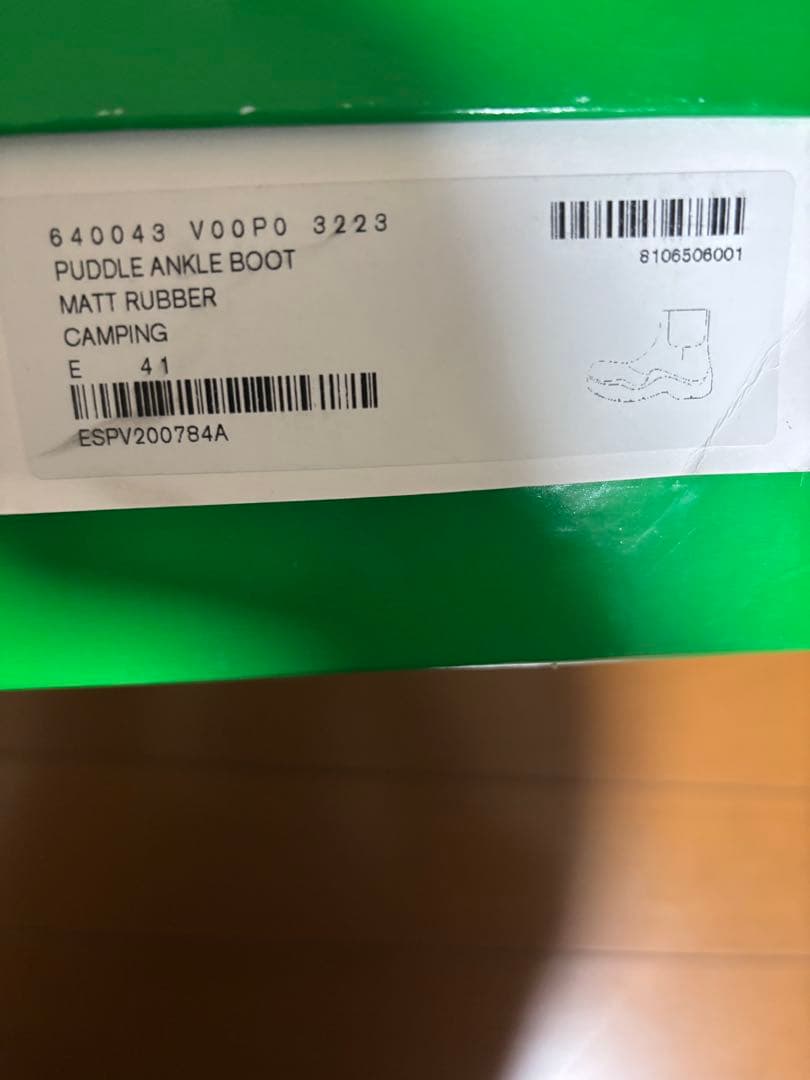 640043 V00P0 3223
PUDDLE ANKLE BOOT
MATT RUBBER
CAMPING
E 41
ESPV200784A
8106506001